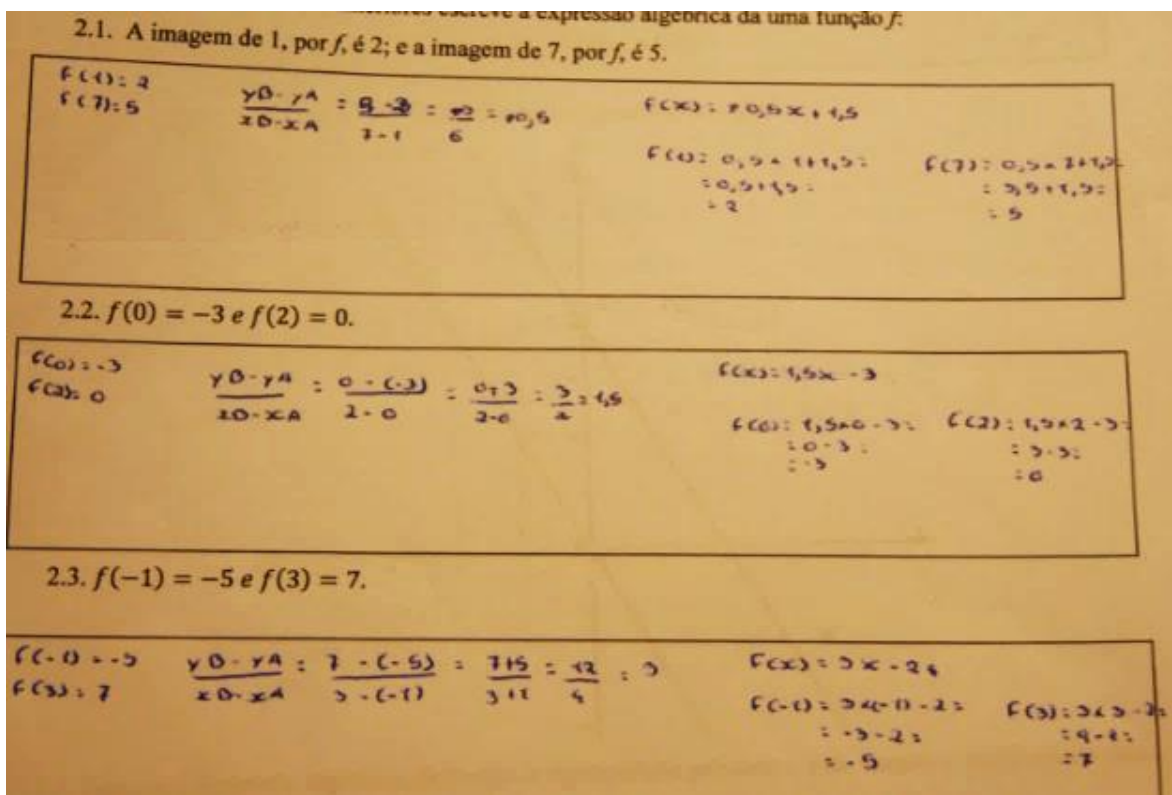 escreve a expressão algébrica da uma função f:
2.1. A imagem de 1, por f, é 2; e a imagem de 7, por f, é 5.
f(1) = 2
f(7) = 5
yB - yA / xB - xA = 5 - 2 / 7 - 1 = / 6 = 0,5
f(x) = 0,5x + 1,5
f(1) = 0,5 × 1 + 1,5 =
= 0,5 + 1,5 =
= 2
f(7) = 0,5 × 7 + 1,5 =
= 3,5 + 1,5 =
= 5
2.2. f(0) = −3 e f(2) = 0.
f(0) = -3
f(2) = 0
yB - yA / xB - xA = 0 - (-3) / 2 - 0 = 0 + 3 / 2 - 0 = 3 / 2 = 1,5
f(x) = 1,5x - 3
f(0) = 1,5 × 0 - 3 =
= 0 - 3 =
= -3
f(2) = 1,5 × 2 - 3 =
= 3 - 3 =
= 0
2.3. f(−1) = −5 e f(3) = 7.
f(-1) = -5
f(3) = 7
yB - yA / xB - xA = 7 - (-5) / 3 - (-1) = 7 + 5 / 3 + 1 = 12 / 4 = 3
f(x) = 3x - 2
f(-1) = 3 × (-1) - 2 =
= -3 - 2 =
= -5
f(3) = 3 × 3 - 2 =
= 9 - 2 =
= 7